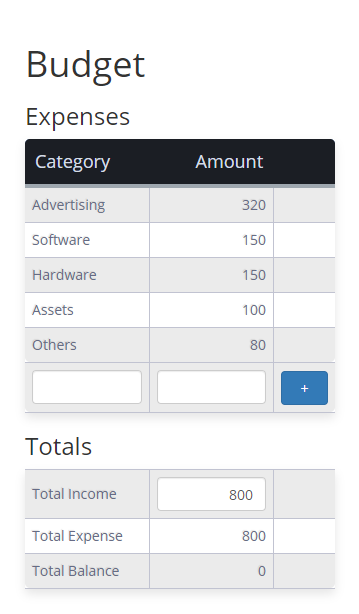 Budget
Expenses
Category Amount
Advertising 320
Software 150
Hardware 150
Assets 100
Others 80
+
Totals
Total Income 800
Total Expense 800
Total Balance 0